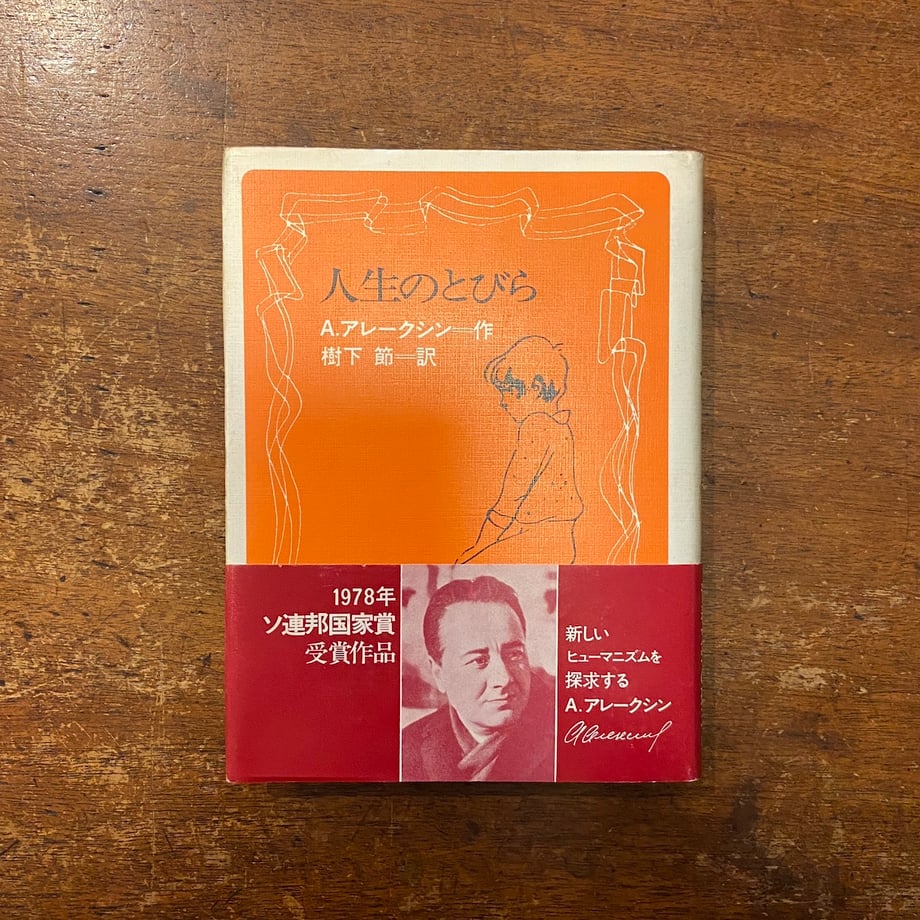 人生のとびら
A.アレークシン—作
樹下 節—訳
1978年
ソ連邦国家賞
受賞作品
新しい
ヒューマニズムを
探求する
A.アレークシン